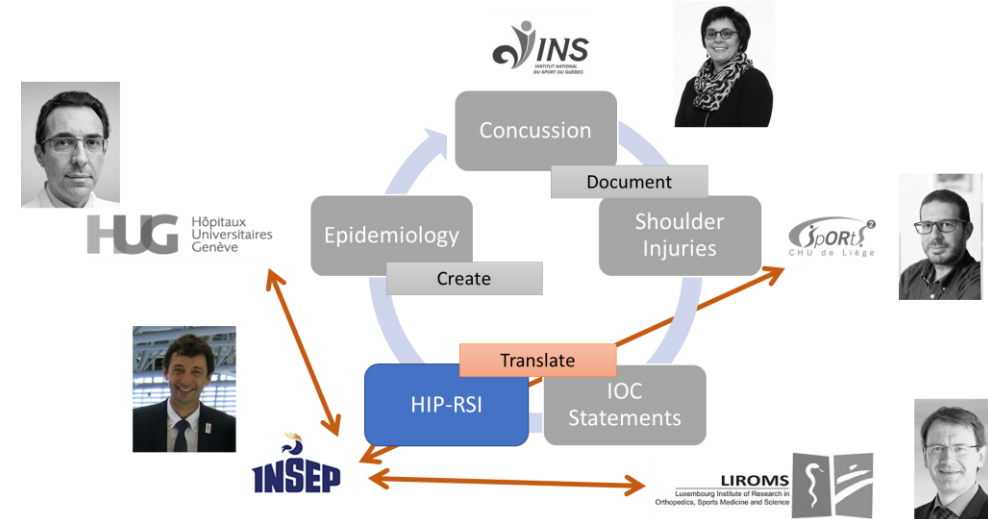 INS
INSTITUT NATIONAL
DU SPORT DU QUÉBEC
Concussion
Document
Shoulder
Injuries
SPORtS²
CHU de Liège
HUG
Hôpitaux
Universitaires
Genève
Epidemiology
Create
Translate
HIP-RSI
IOC
Statements
INSEP
LIROMS
Luxembourg Institute of Research in
Orthopedics, Sports Medicine and Science